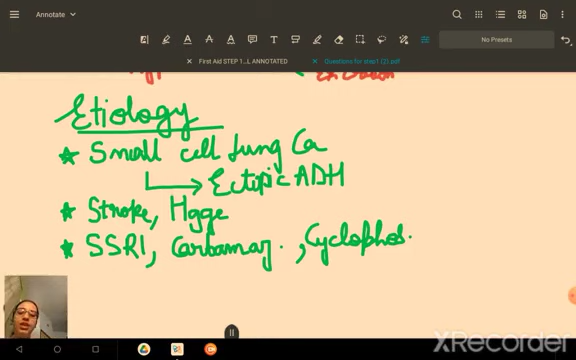 Annotate
No Presets
First Aid STEP 1...L ANNOTATED
Questions for step1 (2).pdf
Etiology
* Small cell lung Ca
Ectipic ADH
* Stroke, Hgge
* SSRI, Carbamaz. , Cyclophos.
XRecorder